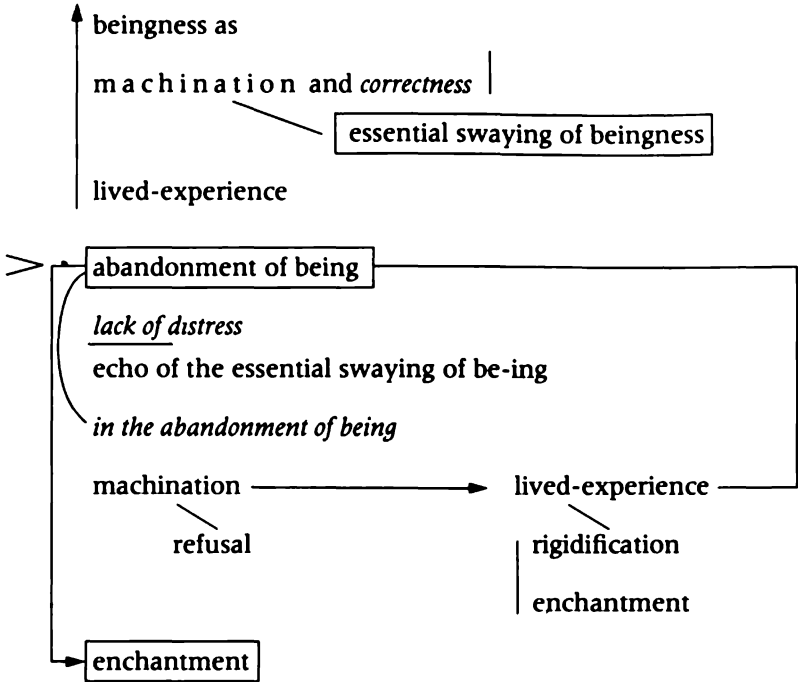 beingness as
machination and correctness
essential swaying of beingness
lived-experience
abandonment of being
lack of distress
echo of the essential swaying of be-ing
in the abandonment of being
machination lived-experience
refusal rigidification
enchantment
enchantment